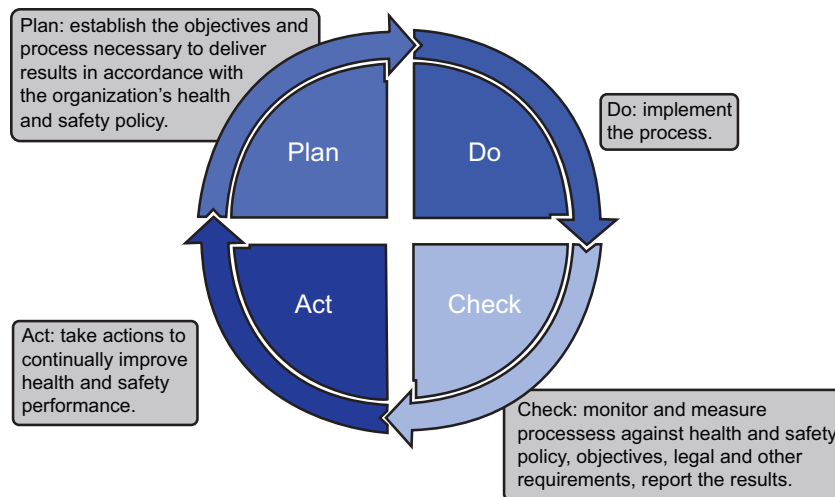 Plan: establish the objectives and
process necessary to deliver
results in accordance with
the organization's health
and safety policy.
Plan
Do
Do: implement
the process.
Act
Check
Act: take actions to
continually improve
health and safety
performance.
Check: monitor and measure
processess against health and safety
policy, objectives, legal and other
requirements, report the results.